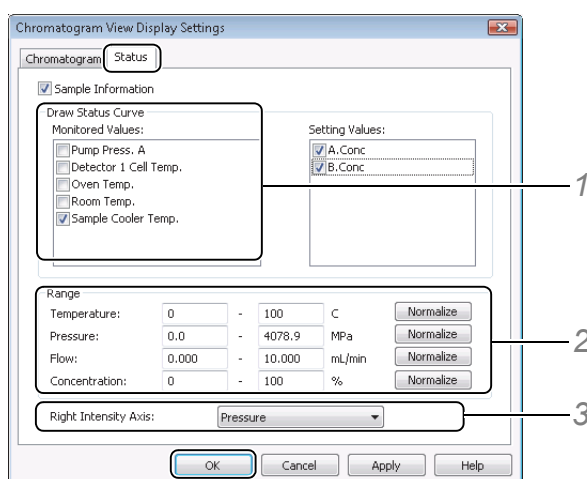 Chromatogram View Display Settings
Chromatogram Status
Sample Information
Draw Status Curve
Monitored Values: Setting Values:
Pump Press. A A.Conc
Detector 1 Cell Temp. B.Conc
Oven Temp.
Room Temp.
Sample Cooler Temp.
1
Range
Temperature: 0 - 100 C Normalize
Pressure: 0.0 - 4078.9 MPa Normalize
2
Flow: 0.000 - 10.000 mL/min Normalize
Concentration: 0 - 100 % Normalize
Right Intensity Axis: Pressure
3
OK Cancel Apply Help